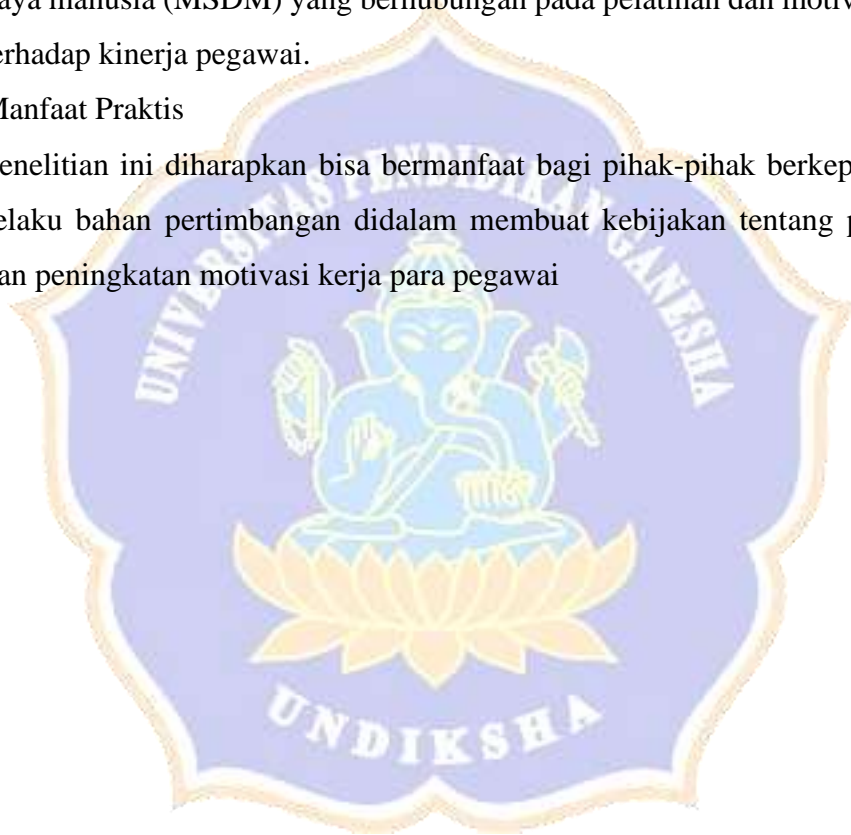 aya manusia (MSDM) yang berhubungan pada pelatihan dan motiv
erhadap kinerja pegawai.
Manfaat Praktis
enelitian ini diharapkan bisa bermanfaat bagi pihak-pihak berkep
elaku bahan pertimbangan didalam membuat kebijakan tentang p
an peningkatan motivasi kerja para pegawai
UNIVERSITAS PENDIDIKAN GANESHA
UNDIKSHA